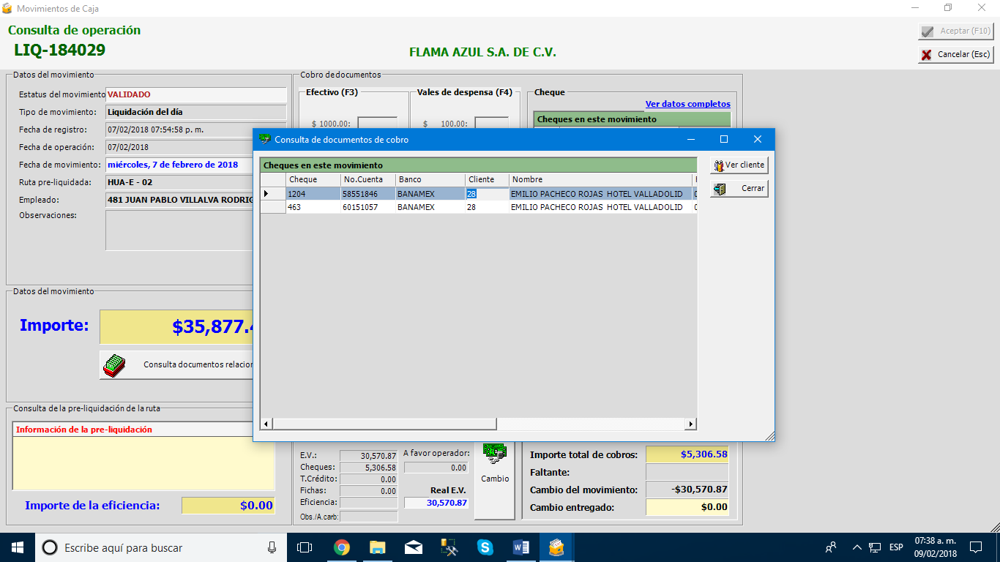 Movimientos de Caja
Consulta de operación
LIQ-184029
FLAMA AZUL S.A. DE C.V.
Aceptar (F10)
Cancelar (Esc)
Datos del movimiento
Estatus del movimiento VALIDADO
Tipo de movimiento: Liquidación del día
Fecha de registro: 07/02/2018 07:54:58 p. m.
Fecha de operación: 07/02/2018
Fecha de movimiento: miércoles, 7 de febrero de 2018
Ruta pre-liquidada: HUA-E - 02
Empleado: 481 JUAN PABLO VILLALVA RODRIG
Observaciones:
Cobro de documentos
Efectivo (F3)
$ 1000.00:
Vales de despensa (F4)
$ 100.00:
Cheque
Ver datos completos
Cheques en este movimiento
Consulta de documentos de cobro
Cheques en este movimiento
Cheque No.Cuenta Banco Cliente Nombre
1204 58551846 BANAMEX 28 EMILIO PACHECO ROJAS HOTEL VALLADOLID
463 60151057 BANAMEX 28 EMILIO PACHECO ROJAS HOTEL VALLADOLID
Ver cliente
Cerrar
Datos del movimiento
Importe: $35,877.4
Consulta documentos relacion
Consulta de la pre-liquidación de la ruta
Información de la pre-liquidación
Importe de la eficiencia: $0.00
E.V.: 30,570.87
Cheques: 5,306.58
T.Crédito: 0.00
Fichas: 0.00
Eficiencia:
Obs./A.carb:
A favor operador:
0.00
Real E.V.
30,570.87
Cambio
Importe total de cobros: $5,306.58
Faltante:
Cambio del movimiento: -$30,570.87
Cambio entregado: $0.00
Escribe aquí para buscar
ESP
07:38 a. m.
09/02/2018